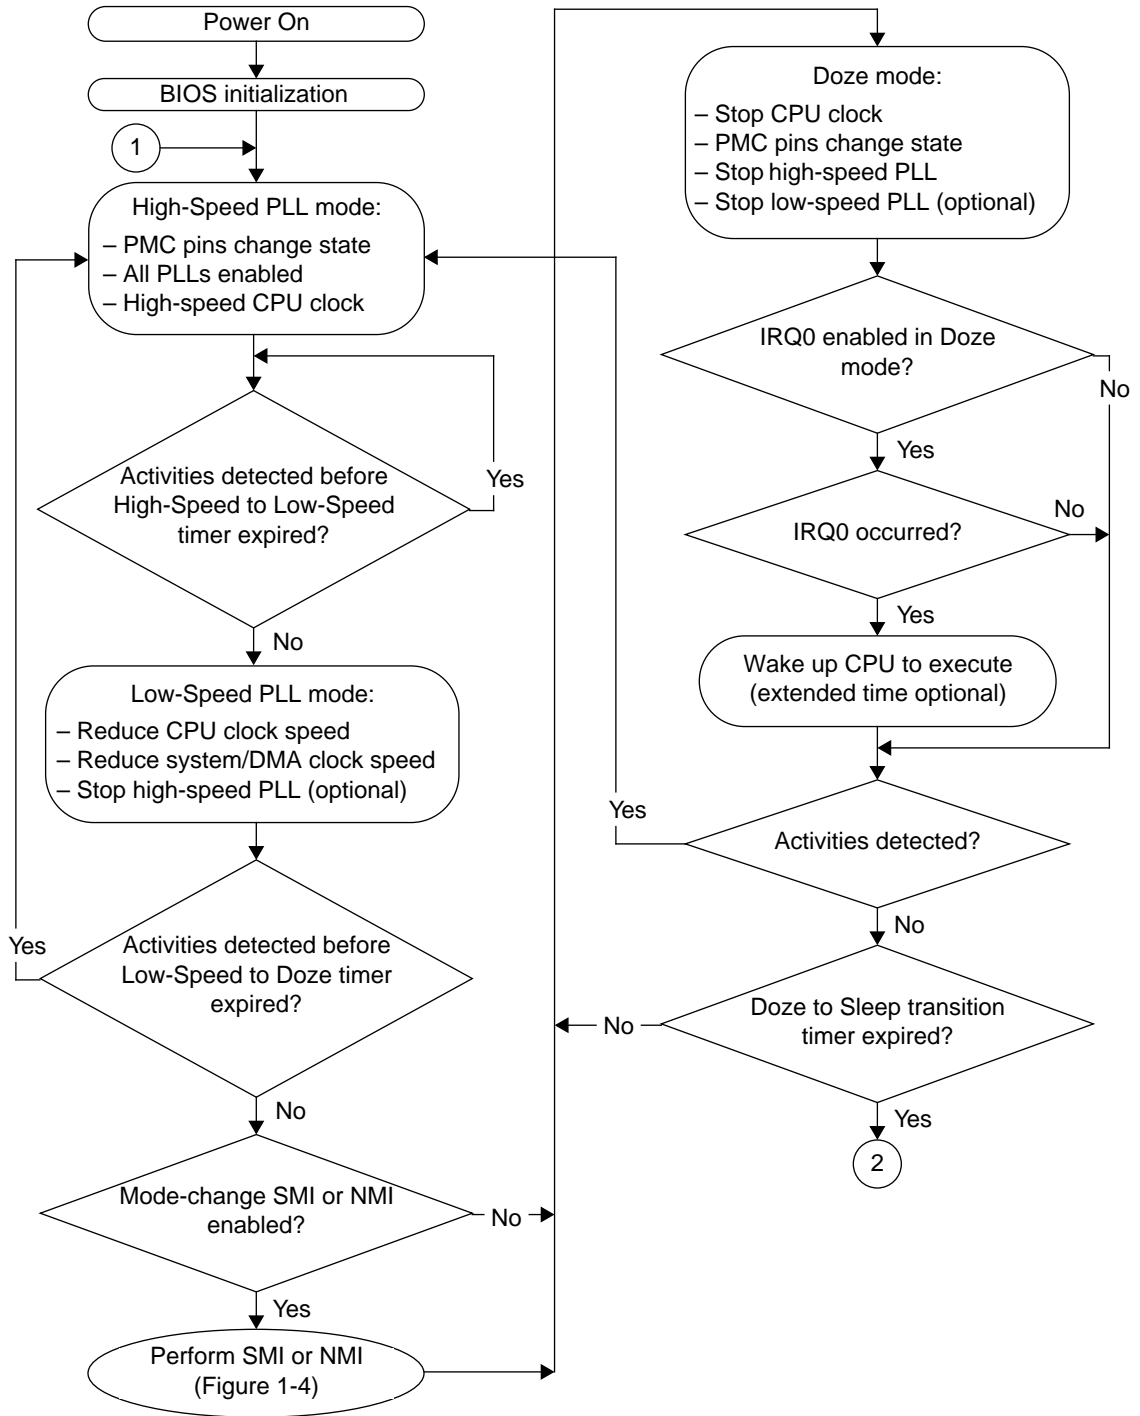 Power On
BIOS initialization
1
High-Speed PLL mode:
– PMC pins change state
– All PLLs enabled
– High-speed CPU clock
Activities detected before
High-Speed to Low-Speed
timer expired?
Yes
No
Low-Speed PLL mode:
– Reduce CPU clock speed
– Reduce system/DMA clock speed
– Stop high-speed PLL (optional)
Activities detected before
Low-Speed to Doze timer
expired?
Yes
No
Mode-change SMI or NMI
enabled?
No
Yes
Perform SMI or NMI
(Figure 1-4)
Doze mode:
– Stop CPU clock
– PMC pins change state
– Stop high-speed PLL
– Stop low-speed PLL (optional)
IRQ0 enabled in Doze
mode?
No
Yes
IRQ0 occurred?
No
Yes
Wake up CPU to execute
(extended time optional)
Activities detected?
Yes
No
Doze to Sleep transition
timer expired?
No
Yes
2